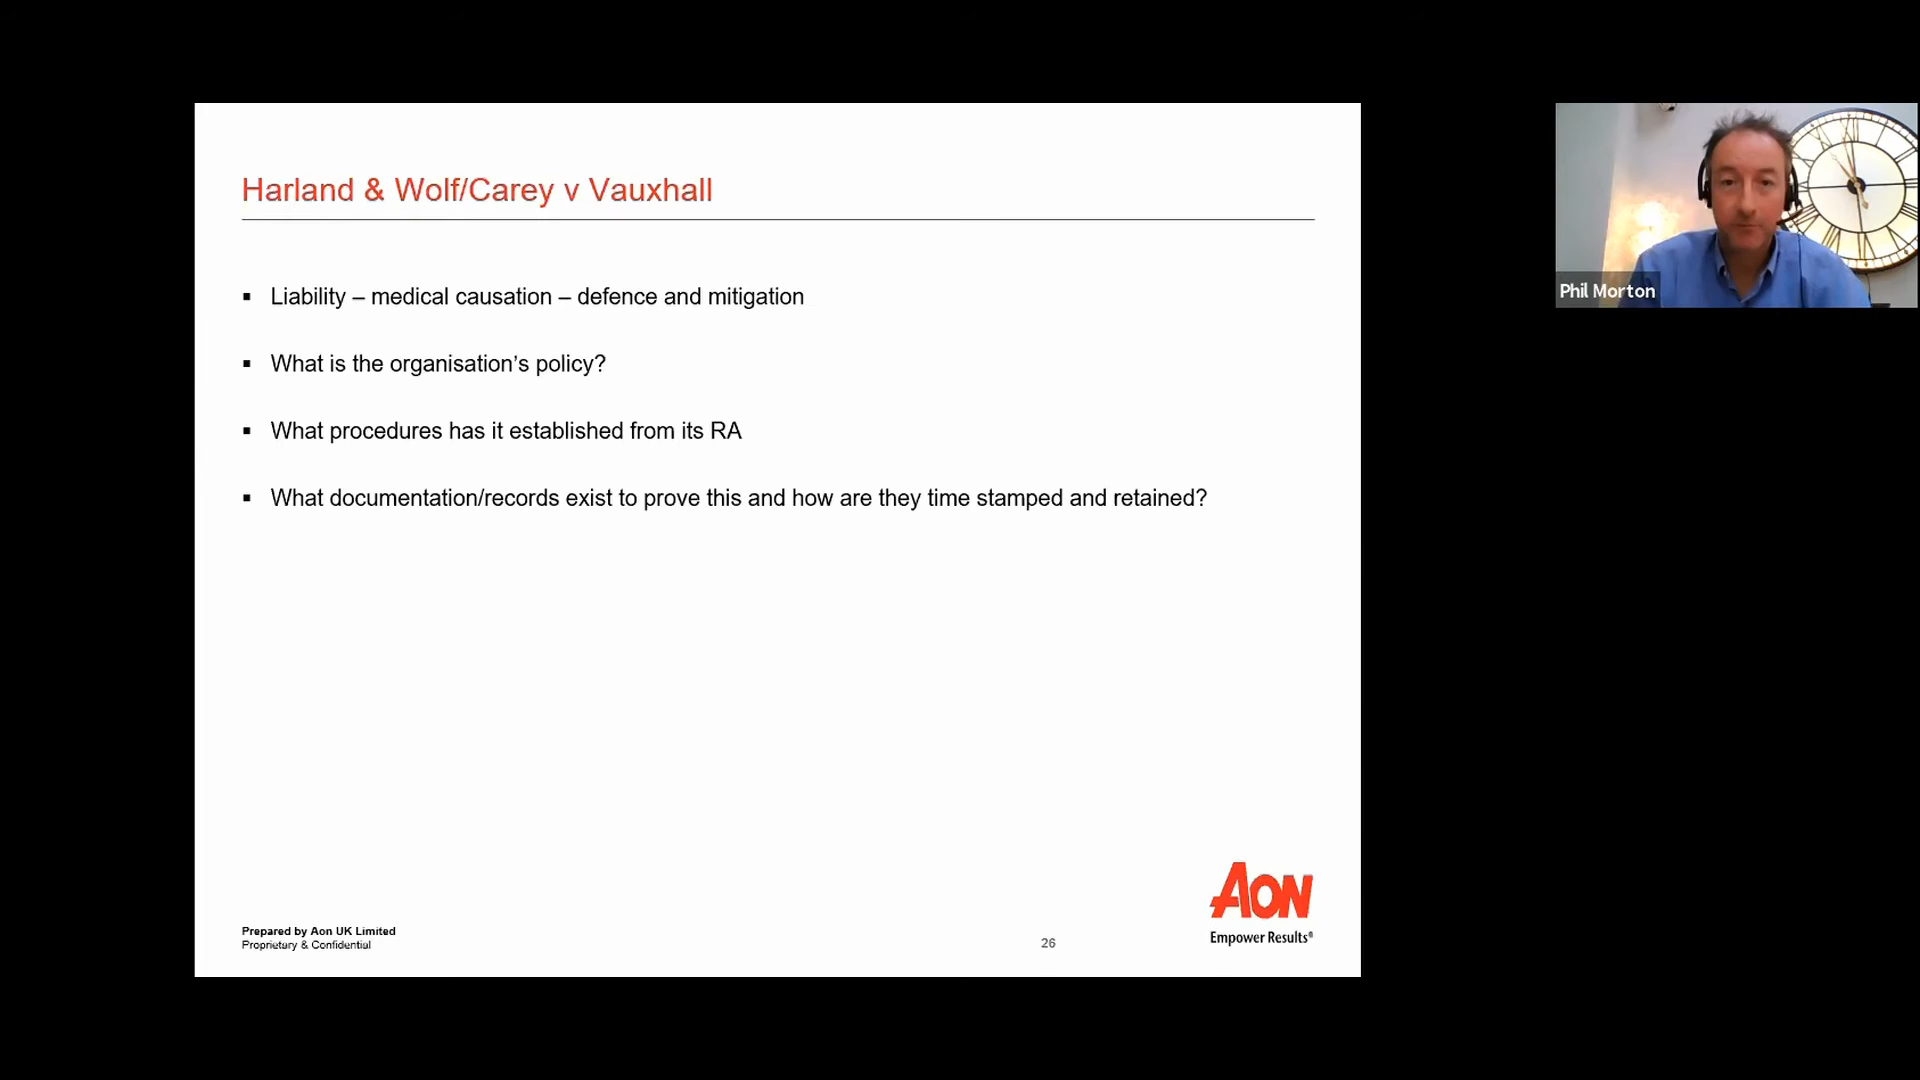 Harland & Wolf/Carey v Vauxhall
▪ Liability – medical causation – defence and mitigation
▪ What is the organisation’s policy?
▪ What procedures has it established from its RA
▪ What documentation/records exist to prove this and how are they time stamped and retained?
Prepared by Aon UK Limited
Proprietary & Confidential
26
AON
Empower Results®
Phil Morton